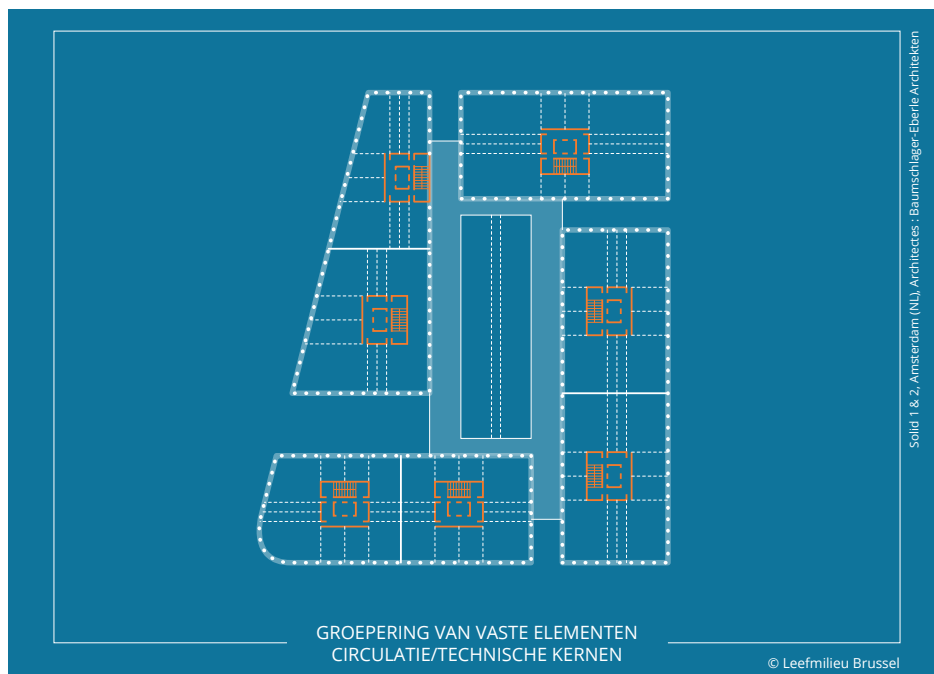 Solid 1 & 2, Amsterdam (NL), Architectes : Baumschlager-Eberle Architekten
GROEPERING VAN VASTE ELEMENTEN
CIRCULATIE/TECHNISCHE KERNEN
© Leefmilieu Brussel